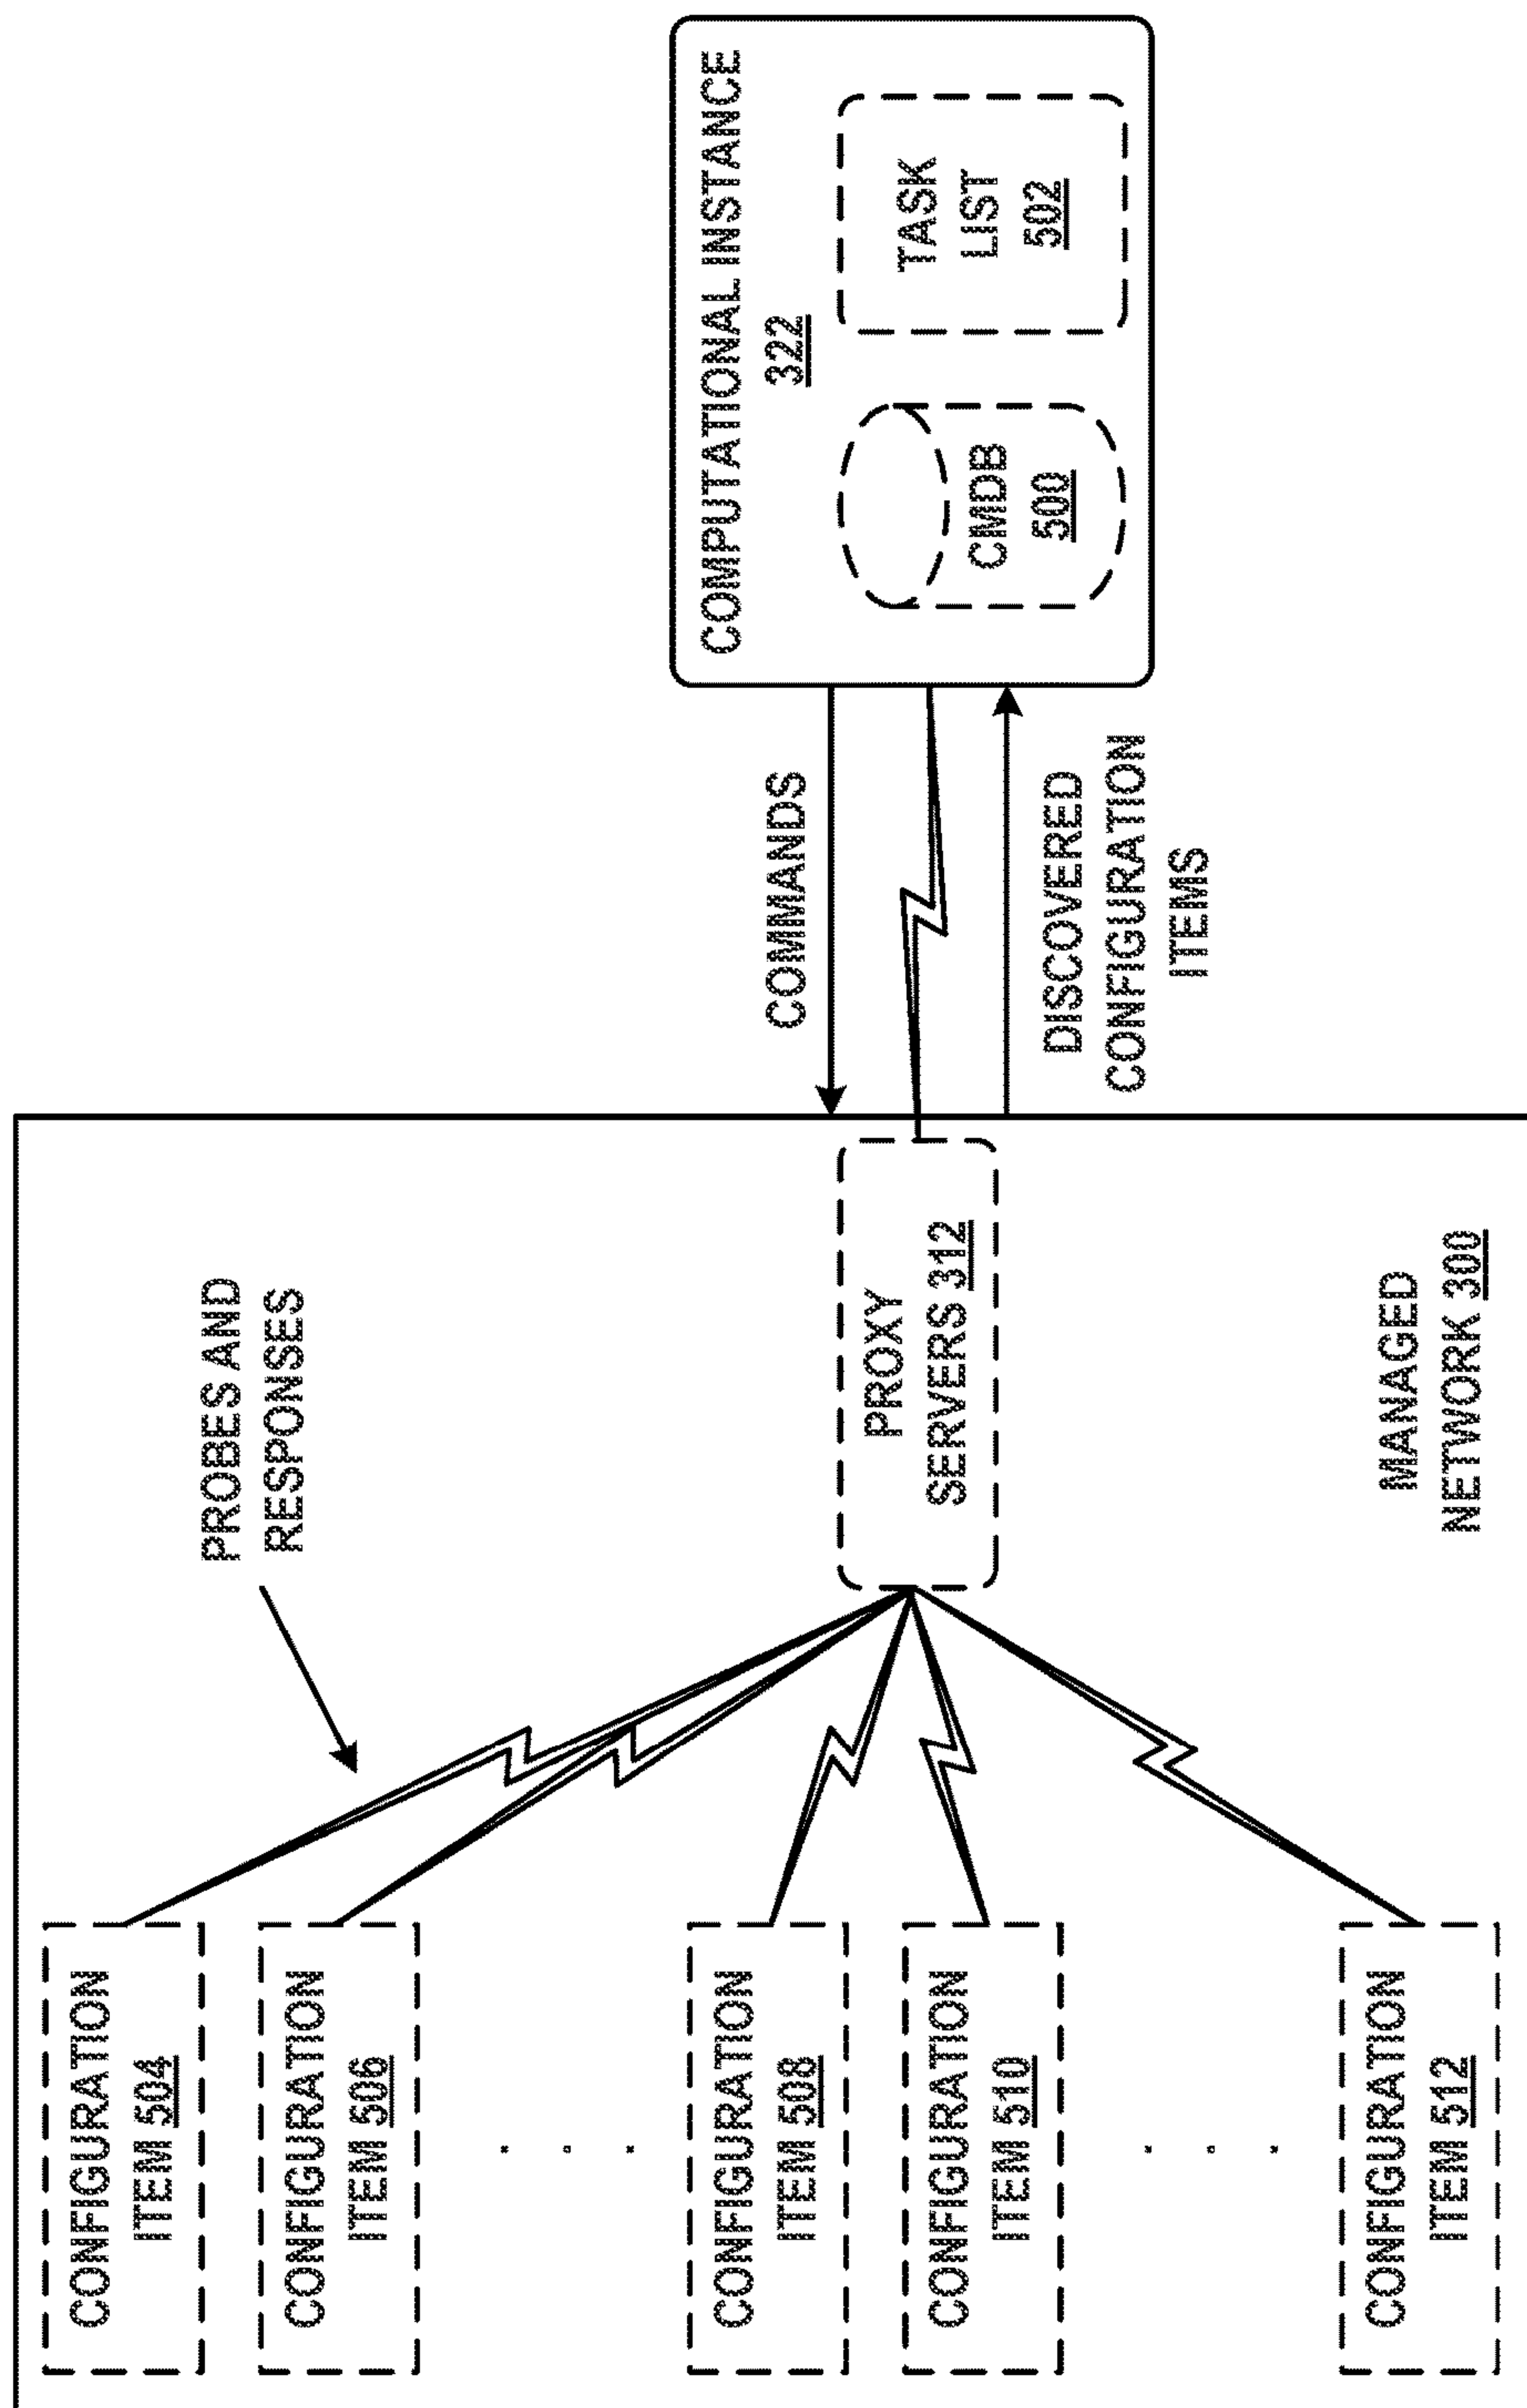 CONFIGURATION
ITEM 504
CONFIGURATION
ITEM 506
CONFIGURATION
ITEM 508
CONFIGURATION
ITEM 510
CONFIGURATION
ITEM 512
PROBES AND
RESPONSES
PROXY
SERVERS 312
MANAGED
NETWORK 300
COMMANDS
DISCOVERED
CONFIGURATION
ITEMS
COMPUTATIONAL INSTANCE
322
CMDB
500
TASK
LIST
502